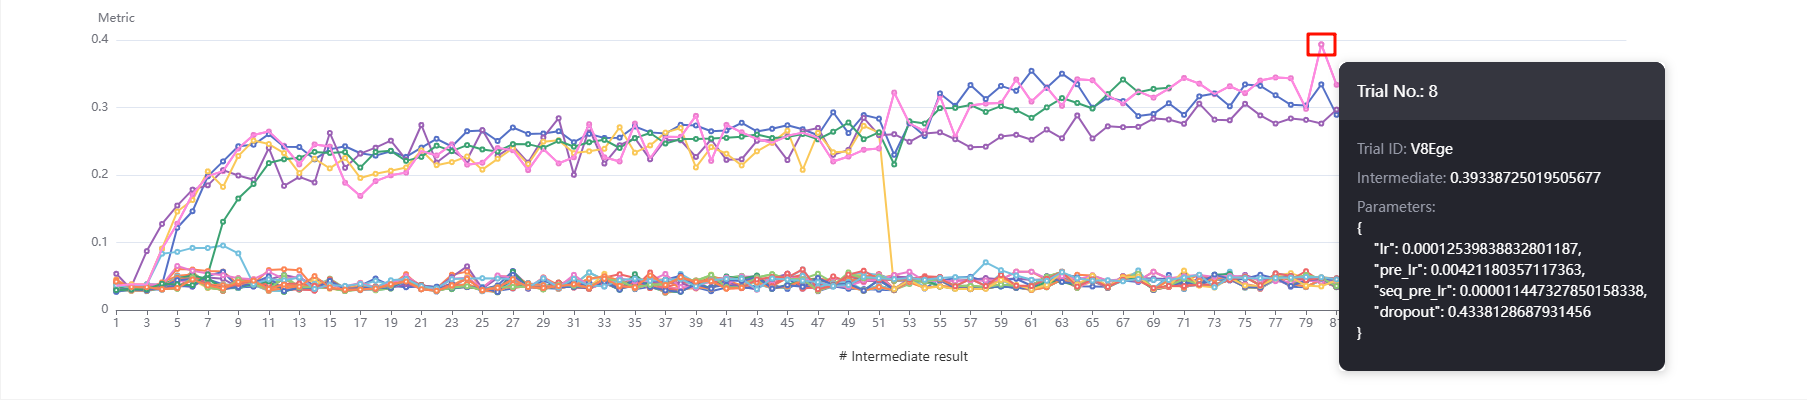 Metric
0.4
0.3
0.2
0.1
0
1 3 5 7 9 11 13 15 17 19 21 23 25 27 29 31 33 35 37 39 41 43 45 47 49 51 53 55 57 59 61 63 65 67 69 71 73 75 77 79 81
# Intermediate result
Trial No.: 8
Trial ID: V8Ege
Intermediate: 0.39338725019505677
Parameters:
{
"lr": 0.00012539838832801187,
"pre_lr": 0.00421180357117363,
"seq_pre_lr": 0.000011447327850158338,
"dropout": 0.4338128687931456
}